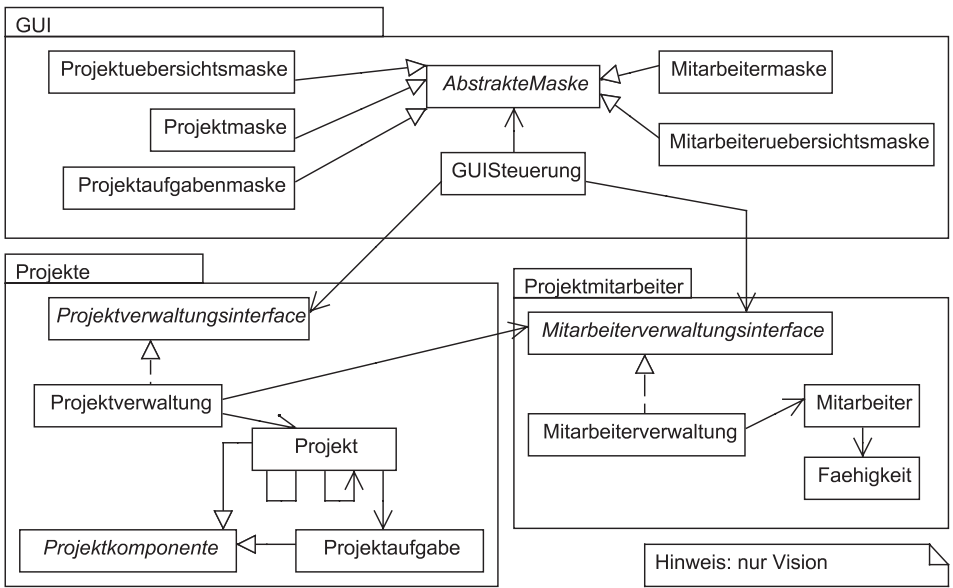 GUI
Projektuebersichtsmaske
AbstrakteMaske
Mitarbeitermaske
Projektmaske
Mitarbeiteruebersichtsmaske
Projektaufgabenmaske
GUISteuerung
Projekte
Projektverwaltungsinterface
Projektverwaltung
Projekt
Projektkomponente
Projektaufgabe
Projektmitarbeiter
Mitarbeiterverwaltungsinterface
Mitarbeiterverwaltung
Mitarbeiter
Faehigkeit
Hinweis: nur Vision